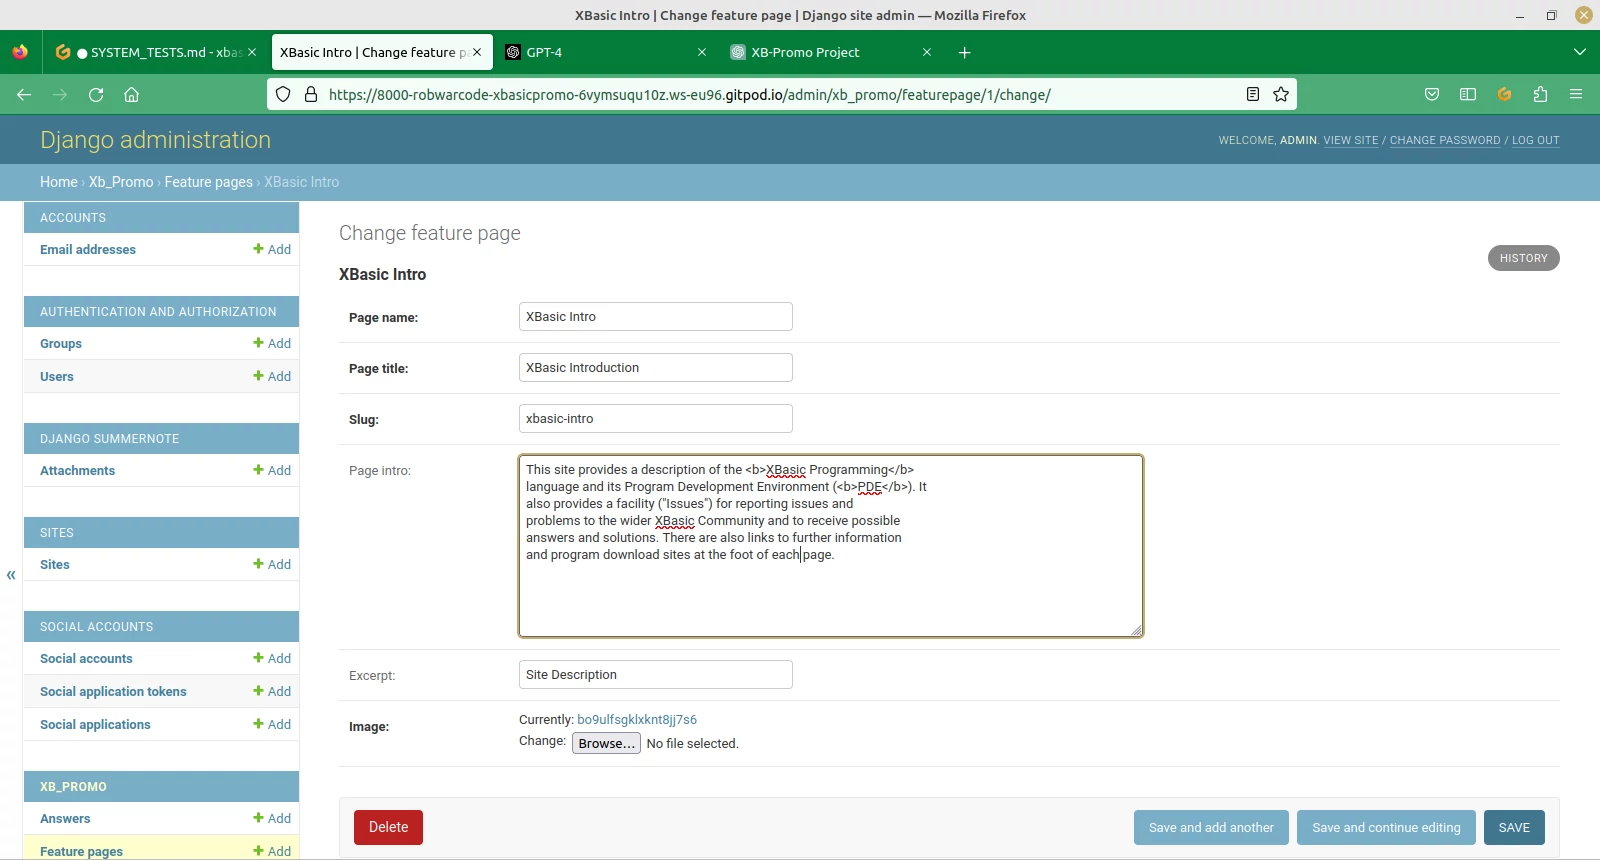 XBasic Intro | Change feature page | Django site admin — Mozilla Firefox
SYSTEM_TESTS.md - xbas
XBasic Intro | Change feature p
GPT-4
XB-Promo Project
https://8000-robwarcode-xbasicpromo-6vymsuqu10z.ws-eu96.gitpod.io/admin/xb_promo/featurepage/1/change/
Django administration
WELCOME, ADMIN. VIEW SITE / CHANGE PASSWORD / LOG OUT
Home › Xb_Promo › Feature pages › XBasic Intro
ACCOUNTS
Email addresses
Add
AUTHENTICATION AND AUTHORIZATION
Groups
Add
Users
Add
DJANGO SUMMERNOTE
Attachments
Add
SITES
Sites
Add
SOCIAL ACCOUNTS
Social accounts
Add
Social application tokens
Add
Social applications
Add
XB_PROMO
Answers
Add
Feature pages
Add
«
Change feature page
HISTORY
XBasic Intro
Page name:
XBasic Intro
Page title:
XBasic Introduction
Slug:
xbasic-intro
Page intro:
This site provides a description of the <b>XBasic Programming</b>
language and its Program Development Environment (<b>PDE</b>). It
also provides a facility ("Issues") for reporting issues and
problems to the wider XBasic Community and to receive possible
answers and solutions. There are also links to further information
and program download sites at the foot of each page.
Excerpt:
Site Description
Image:
Currently: bo9ulfsgklxknt8jj7s6
Change: Browse... No file selected.
Delete
Save and add another
Save and continue editing
SAVE